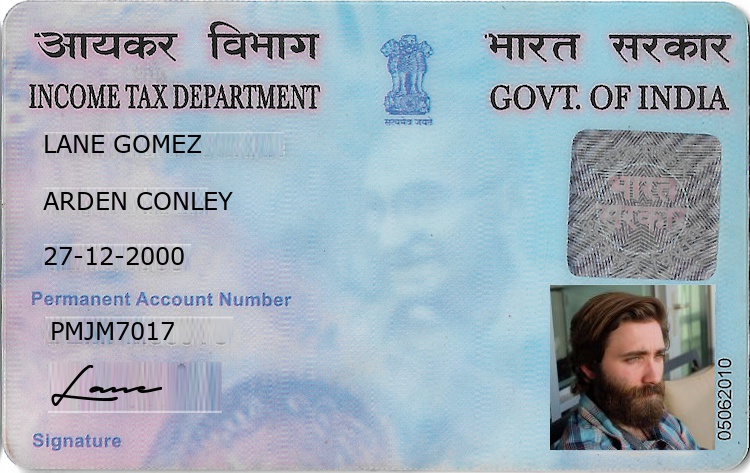 आयकर विभाग
भारत सरकार
INCOME TAX DEPARTMENT
GOVT. OF INDIA
सत्यमेव जयते
LANE GOMEZ
ARDEN CONLEY
27-12-2000
भारत
सरकार
Permanent Account Number
PMJM7017
Lane
Signature
05062010